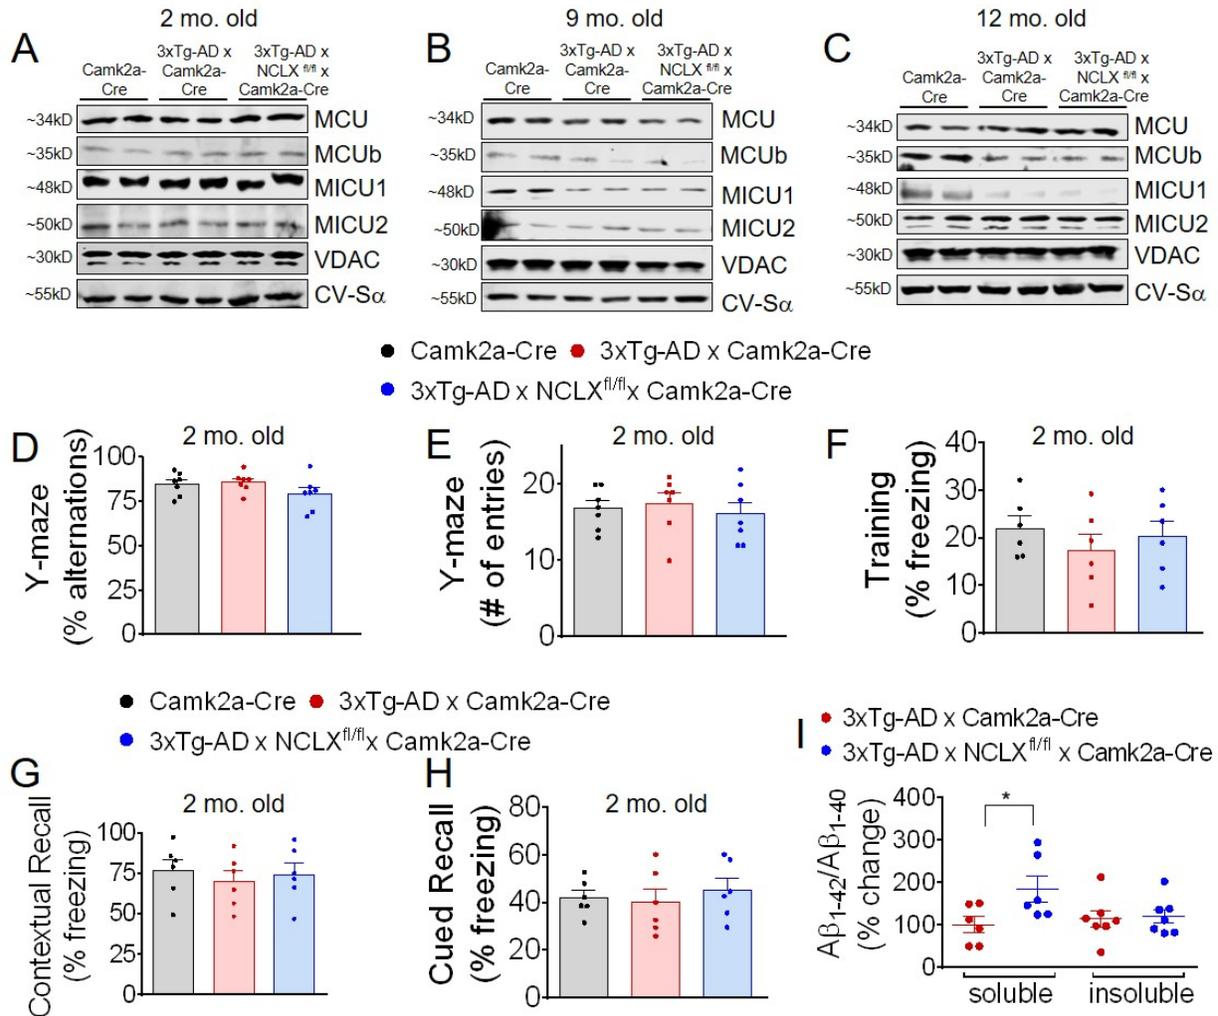 2 mo. old
A
Camk2a-
Cre
3xTg-AD x
Camk2a-
Cre
3xTg-AD x
NCLX fl/fl x
Camk2a-Cre
~34kD MCU
~35kD MCUb
~48kD MICU1
~50kD MICU2
~30kD VDAC
~55kD CV-Sα
9 mo. old
B
Camk2a-
Cre
3xTg-AD x
Camk2a-
Cre
3xTg-AD x
NCLX fl/fl x
Camk2a-Cre
~34kD MCU
~35kD MCUb
~48kD MICU1
~50kD MICU2
~30kD VDAC
~55kD CV-Sα
12 mo. old
C
Camk2a-
Cre
3xTg-AD x
Camk2a-
Cre
3xTg-AD x
NCLX fl/fl x
Camk2a-Cre
~34kD MCU
~35kD MCUb
~48kD MICU1
~50kD MICU2
~30kD VDAC
~55kD CV-Sα
Camk2a-Cre 3xTg-AD x Camk2a-Cre
3xTg-AD x NCLXfl/flx Camk2a-Cre
D
2 mo. old
Y-maze
(% alternations)
100
75
50
25
0
E
2 mo. old
Y-maze
(# of entries)
20
10
0
F
2 mo. old
Training
(% freezing)
40
30
20
10
0
Camk2a-Cre 3xTg-AD x Camk2a-Cre
3xTg-AD x NCLXfl/flx Camk2a-Cre
G
2 mo. old
Contextual Recall
(% freezing)
100
75
50
25
0
H
2 mo. old
Cued Recall
(% freezing)
80
60
40
20
0
I
3xTg-AD x Camk2a-Cre
3xTg-AD x NCLX fl/fl x Camk2a-Cre
Aβ1-42/Aβ1-40
(% change)
400
300
200
100
0
*
soluble insoluble